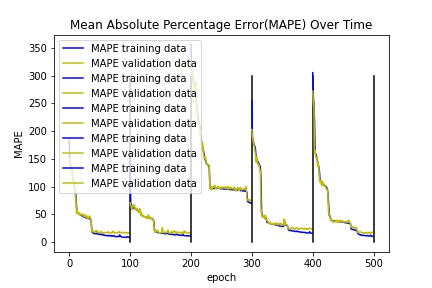 Mean Absolute Percentage Error(MAPE) Over Time
MAPE
350
300
250
200
150
100
50
0
MAPE training data
MAPE validation data
MAPE training data
MAPE validation data
MAPE training data
MAPE validation data
MAPE training data
MAPE validation data
MAPE training data
MAPE validation data
0 100 200 300 400 500
epoch